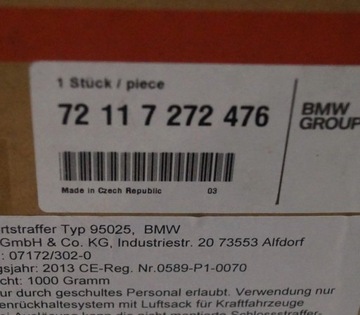 1 Stück / piece
72 11 7 272 476
BMW
GROUP
Made in Czech Republic 03
rtstraffer Typ 95025, BMW
GmbH & Co. KG, Industriestr. 20 73553 Alfdorf
: 07172/302-0
gsjahr: 2013 CE-Reg. Nr.0589-P1-0070
cht: 1000 Gramm
ur durch geschultes Personal erlaubt. Verwendung nur
enrückhaltesystem mit Luftsack für Kraftfahrzeuge